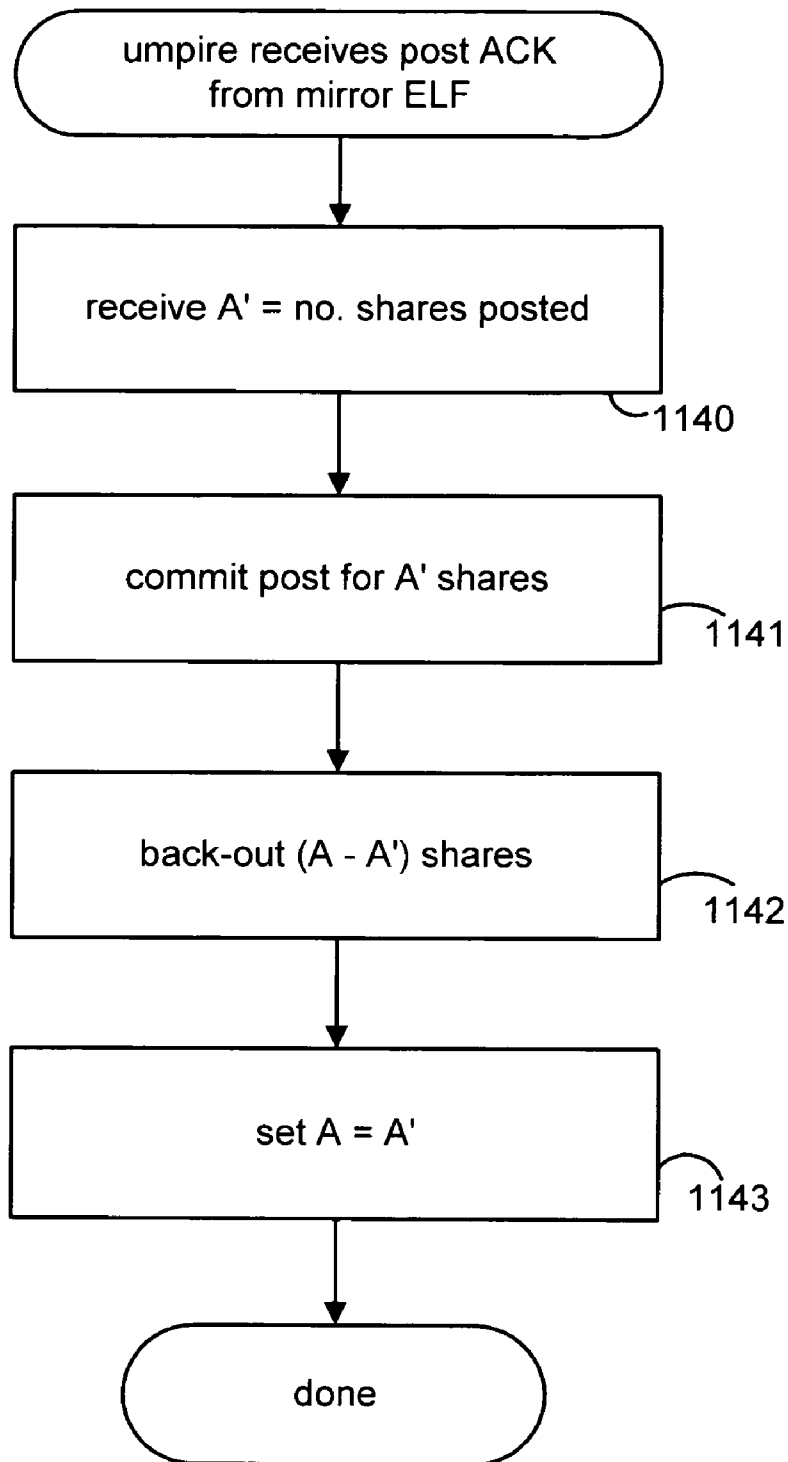 umpire receives post ACK
from mirror ELF
receive A' = no. shares posted
1140
commit post for A' shares
1141
back-out (A - A') shares
1142
set A = A'
1143
done